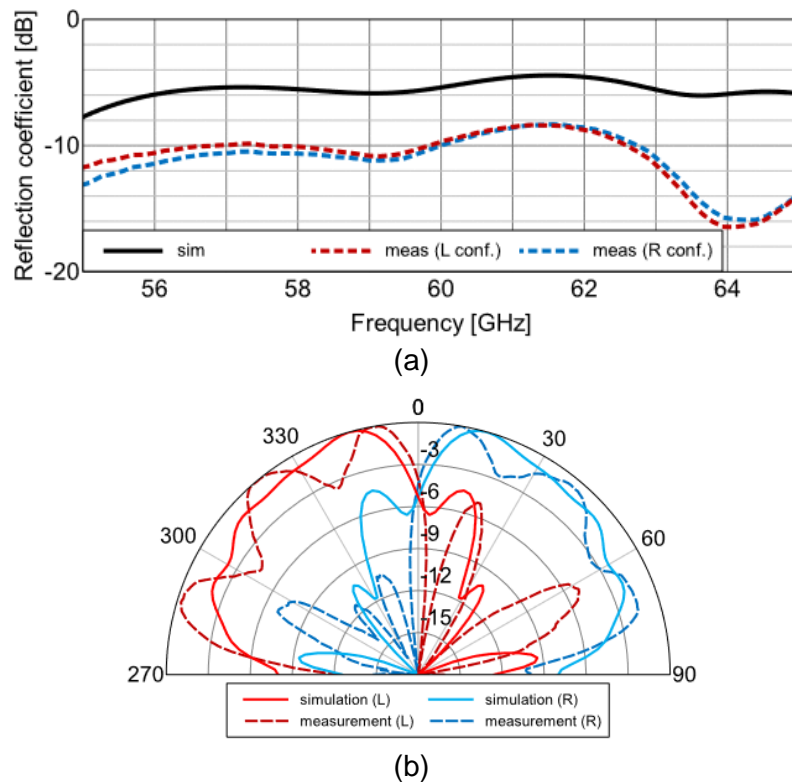 0
-10
-20
Reflection coefficient [dB]
sim
meas (L conf.)
meas (R conf.)
56
58
60
62
64
Frequency [GHz]
(a)
0
330
30
300
60
270
90
-3
-6
-9
-12
-15
simulation (L)
simulation (R)
measurement (L)
measurement (R)
(b)